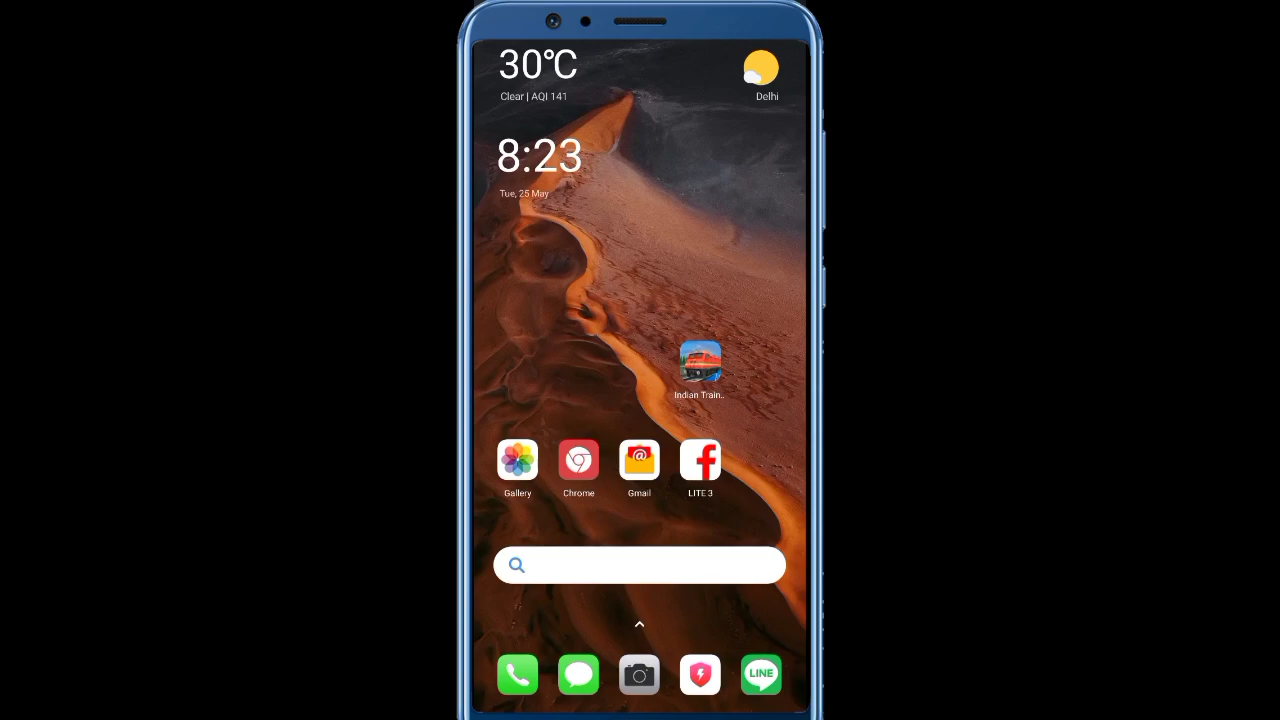 30°C
Clear | AQI 141
Delhi
8:23
Tue, 25 May
Indian Train..
Gallery
Chrome
Gmail
LITE 3
LINE